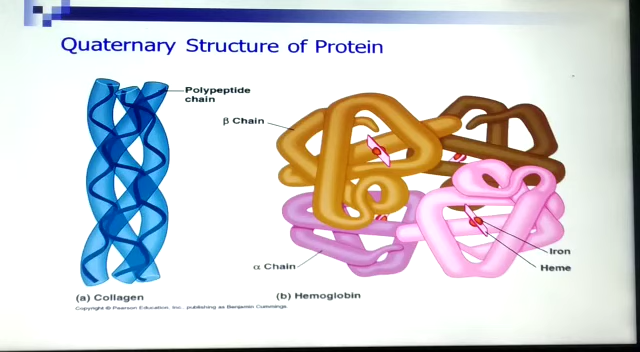 Quaternary Structure of Protein
Polypeptide
chain
β Chain
Iron
Heme
α Chain
(a) Collagen
(b) Hemoglobin
Copyright © Pearson Education, Inc., publishing as Benjamin Cummings.